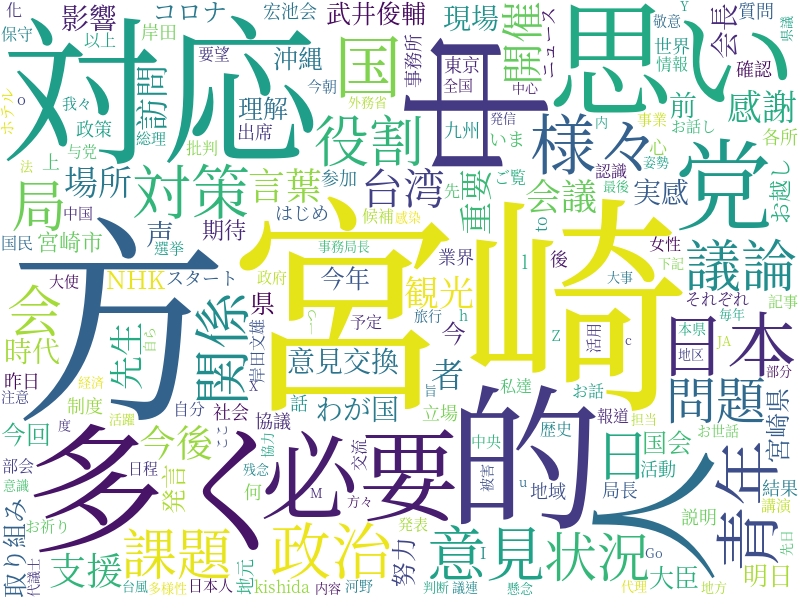 化
影響
コロナ
宏池会
武井俊輔
現場
開催
ニュース
会長
敬意
質問
県議
保守
以上
岸田
訪問
要望
事務所
沖縄
国
東京
全国
世界
情報
確認
対応
世
思い
ホテル
o
我々
政策
総理
今朝
外務省
理解
出席
役割
中心
発信
九州
いま
様々
前
事業
お話し
内
感謝
各所
法
与党
批判
上
場所
対策
言葉
参加
台湾
先
ご覧
重要
会議
認識
姿勢
最後
心
実感
党
お越し
局
中国
国民
宮崎市
声
選挙
期待
はじめ
候補
感染
業界
後
to
女性
下記
議論
大使
NHK
スタート
事務局長
政府
今年
観光
大事
それぞれ
記事
方
宮崎
会
時代
先生
自ら
関係
県
岸田文雄
X
予定
旅行
今
h
l
Z
活用
c
日本
本県
毎年
地区
JA
部分
昨日
注意
経済
制度
活躍
自分
社会
ここ
意見交換
話
わが国
協議
旨
者
立場
私達
お話
報道
担当
問題
青年
宮崎県
今回
部会
意識
度
今後
発言
日程
何
残念
協力
M
交流
方々
必要
的
中央
被害
歴史
u
地域
日
国会
活動
局長
お世話
人
結果
講演
多く
取り組み
お祈り
代議士
支援
課題
台風
多様性
政治
日本人
地元
kishida
内容
河野
努力
発表
判断
議連
意見
I
懸念
状況
Go
説明
大臣
代理
地方
明日
先日